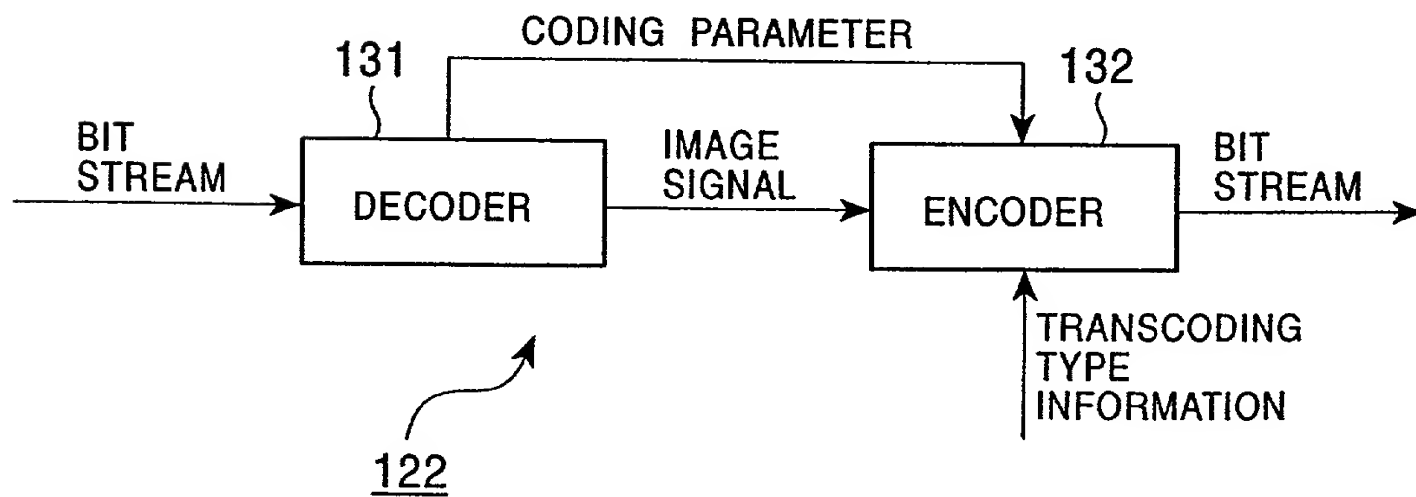 CODING PARAMETER
131
132
BIT
STREAM
DECODER
IMAGE
SIGNAL
ENCODER
BIT
STREAM
TRANSCODING
TYPE
INFORMATION
122